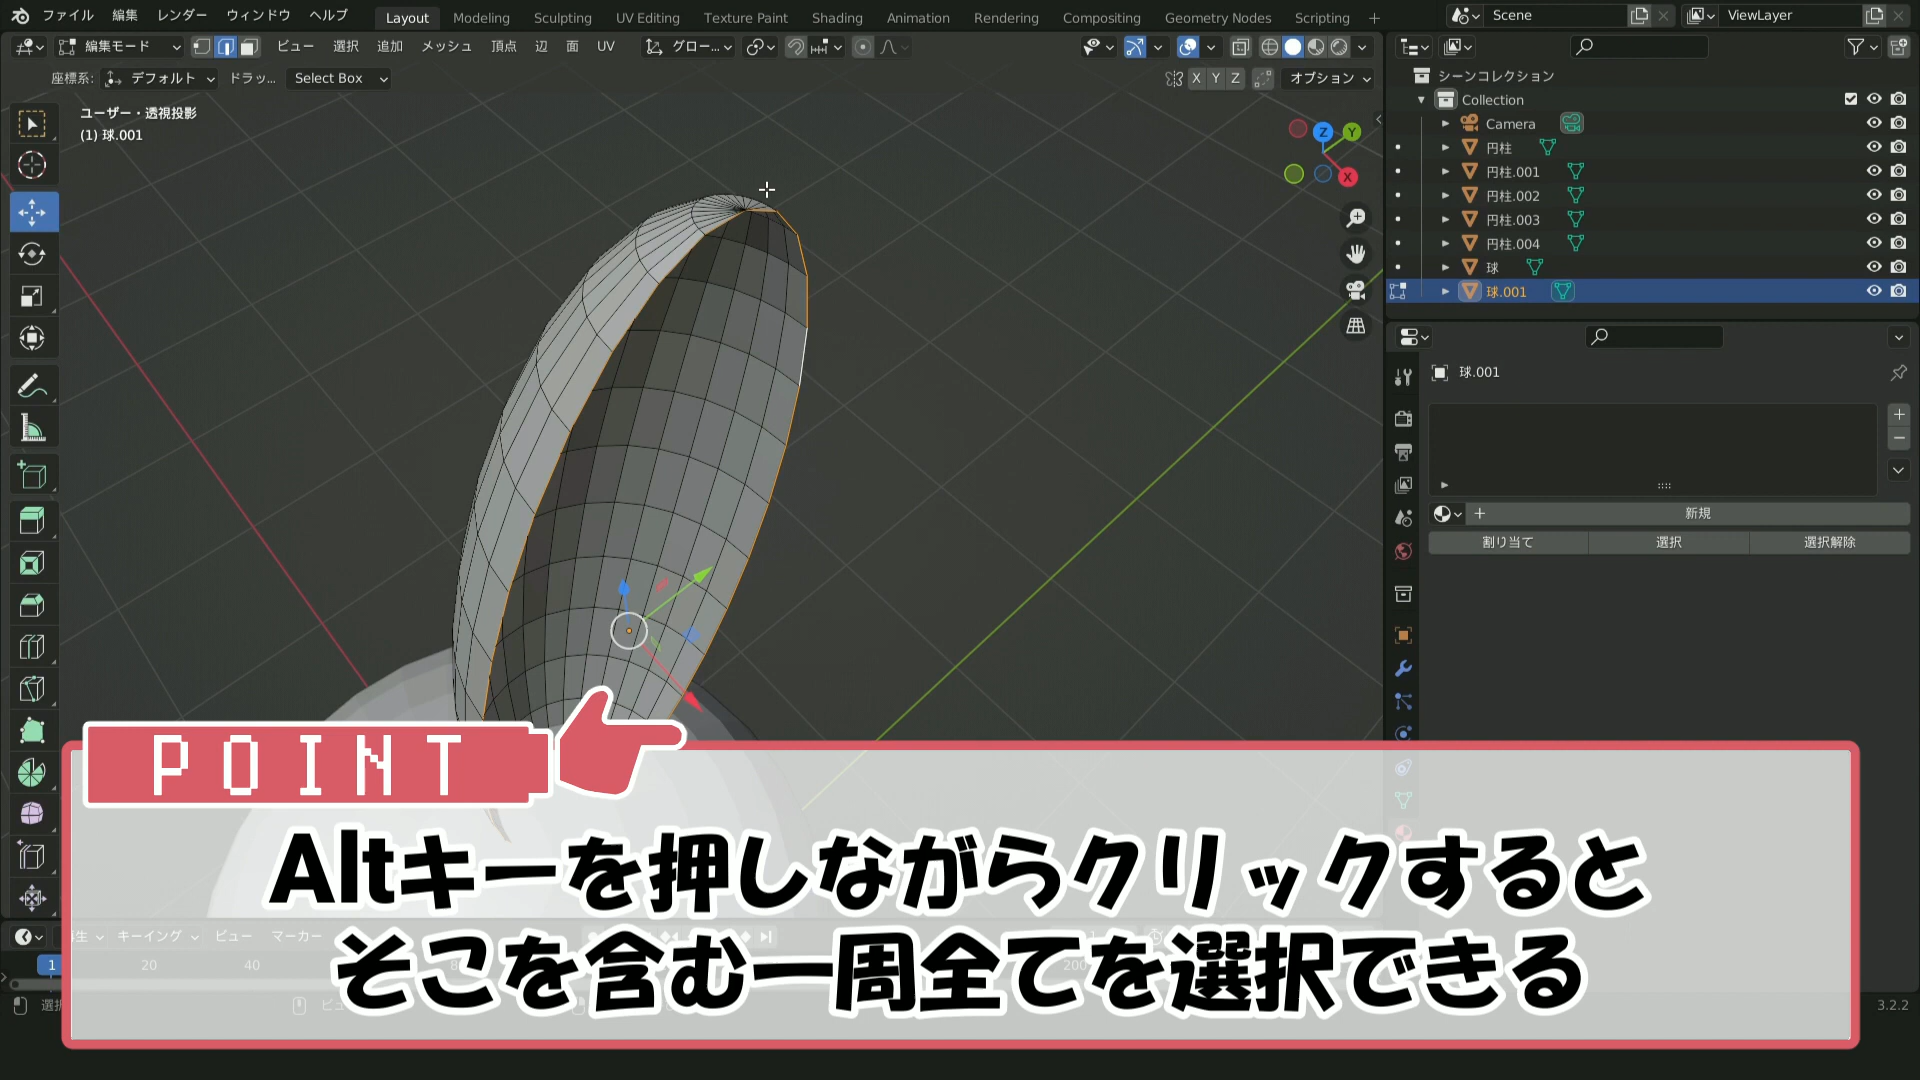 ファイル 編集 レンダー ウィンドウ ヘルプ Layout Modeling Sculpting UV Editing Texture Paint Shading Animation Rendering Compositing Geometry Nodes Scripting + Scene ViewLayer
編集モード ビュー 選択 追加 メッシュ 頂点 辺 面 UV グロー...
座標系: デフォルト ドラッ... Select Box X Y Z オプション
ユーザー・透視投影
(1) 球.001
Z Y
X
シーンコレクション
Collection
Camera
円柱
円柱.001
円柱.002
円柱.003
円柱.004
球
球.001
球.001
新規
割り当て 選択 選択解除
POINT
Altキーを押しながらクリックすると
そこを含む一周全てを選択できる
キーイング ビュー マーカー
1 20 40
3.2.2